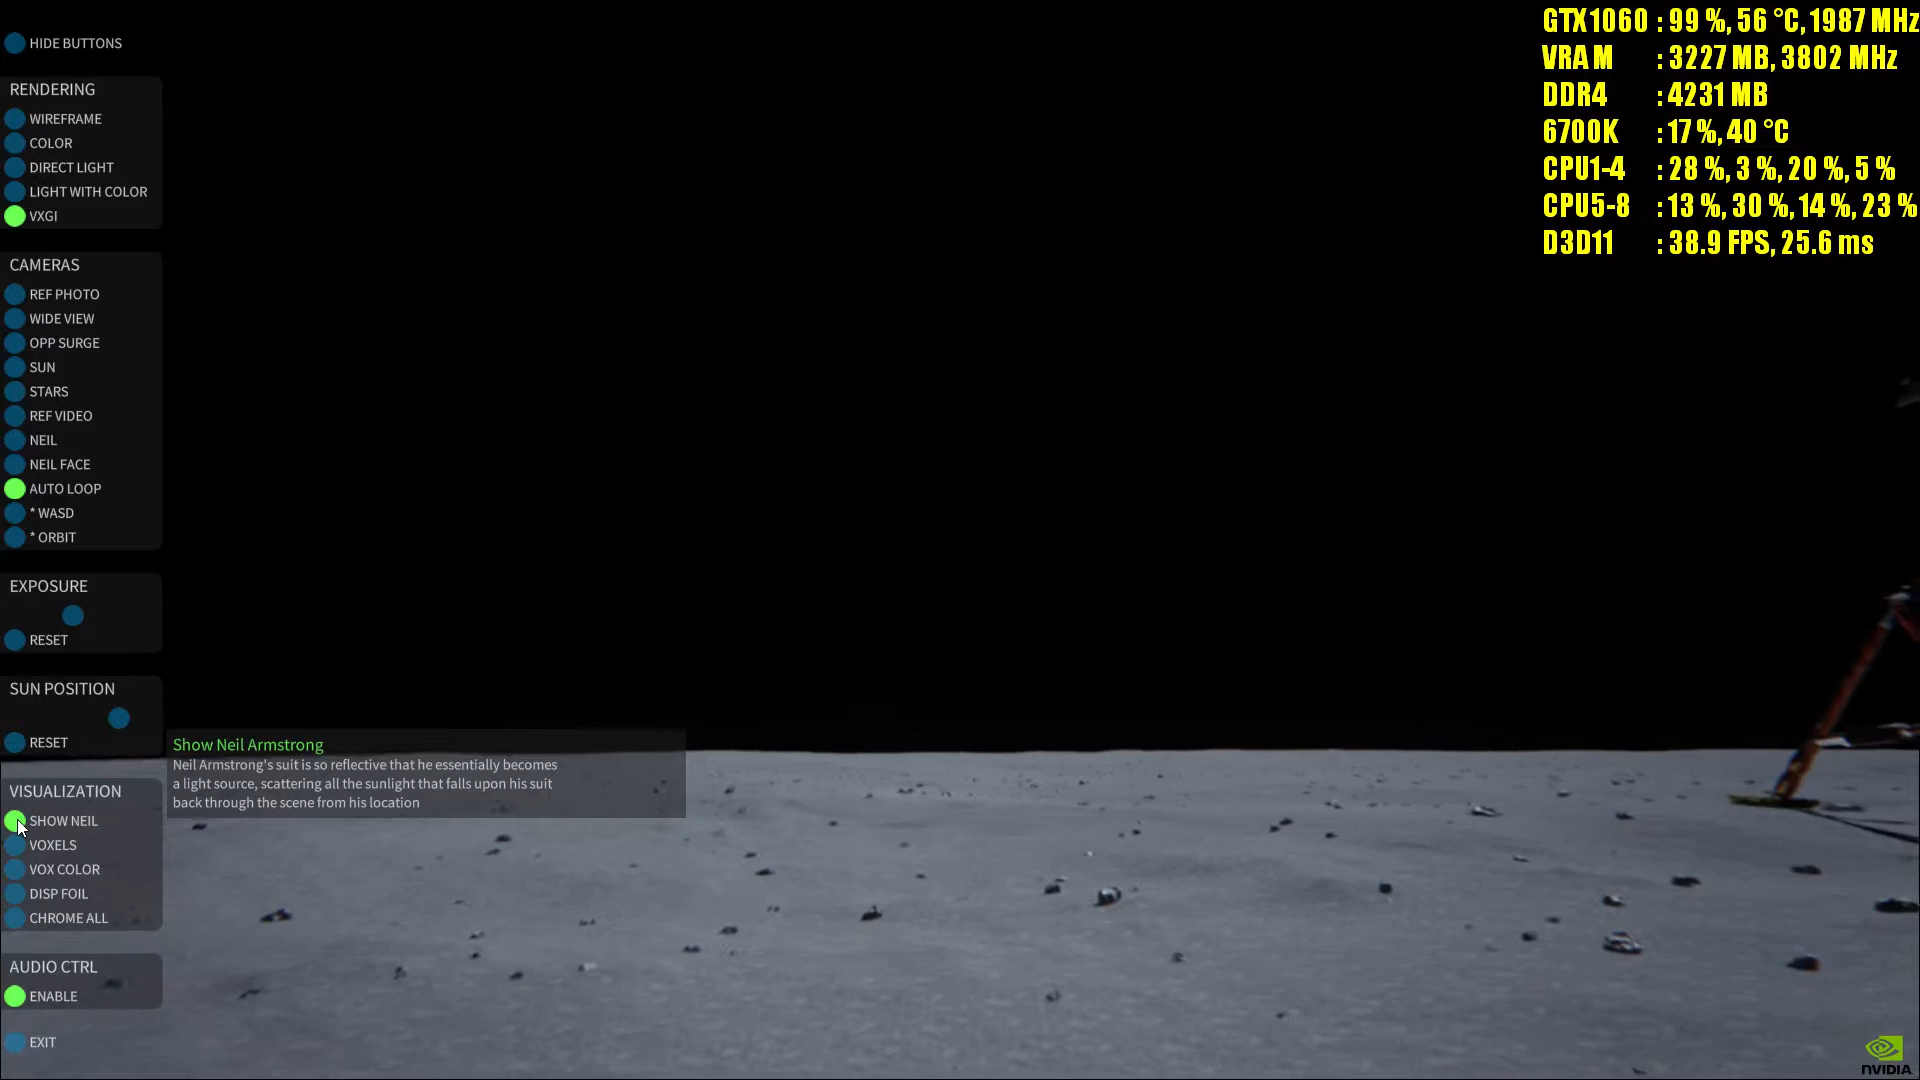 HIDE BUTTONS
RENDERING
WIREFRAME
COLOR
DIRECT LIGHT
LIGHT WITH COLOR
VXGI
CAMERAS
REF PHOTO
WIDE VIEW
OPP SURGE
SUN
STARS
REF VIDEO
NEIL
NEIL FACE
AUTO LOOP
* WASD
* ORBIT
EXPOSURE
RESET
SUN POSITION
RESET
VISUALIZATION
SHOW NEIL
VOXELS
VOX COLOR
DISP FOIL
CHROME ALL
AUDIO CTRL
ENABLE
EXIT
Show Neil Armstrong
Neil Armstrong's suit is so reflective that he essentially becomes
a light source, scattering all the sunlight that falls upon his suit
back through the scene from his location
GTX1060 : 99 %, 56 °C, 1987 MHz
VRAM : 3227 MB, 3802 MHz
DDR4 : 4231 MB
6700K : 17 %, 40 °C
CPU1-4 : 28 %, 3 %, 20 %, 5 %
CPU5-8 : 13 %, 30 %, 14 %, 23 %
D3D11 : 38.9 FPS, 25.6 ms
NVIDIA